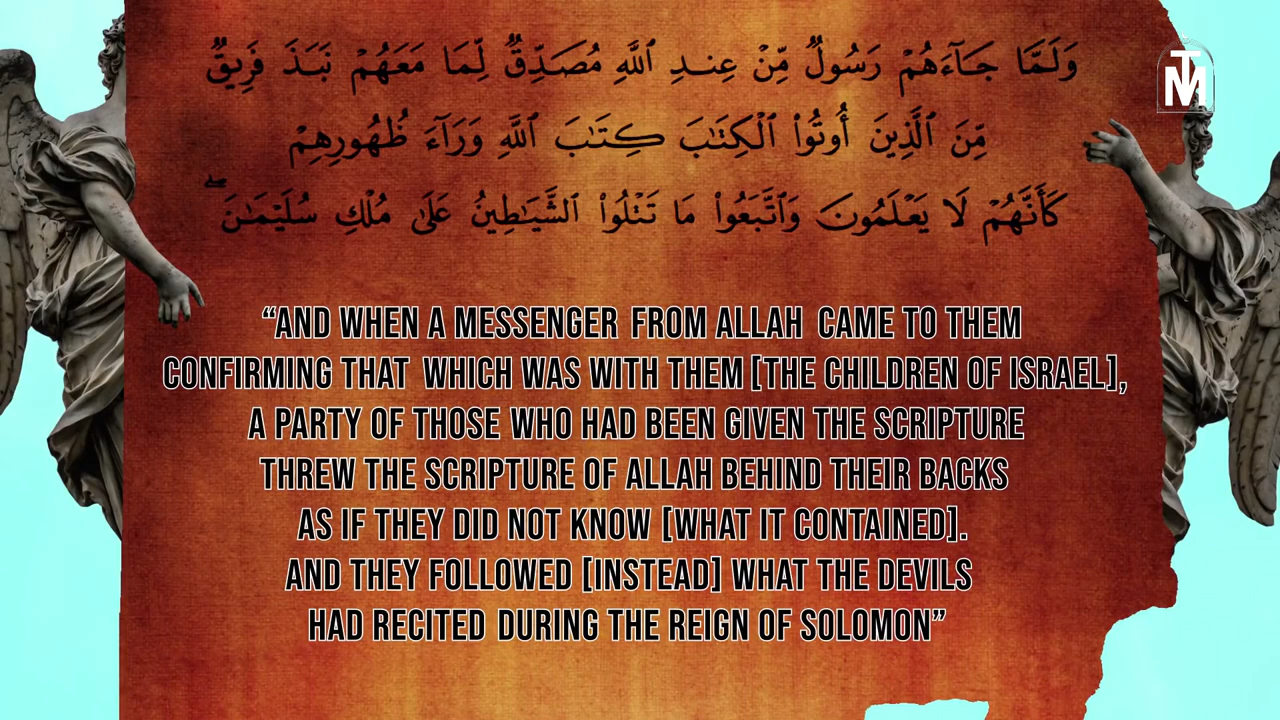 وَلَمَّا جَآءَهُمْ رَسُولٌ مِّنْ عِندِ ٱللَّهِ مُصَدِّقٌ لِّمَا مَعَهُمْ نَبَذَ فَرِيقٌ
مِّنَ ٱلَّذِينَ أُوتُوا۟ ٱلْكِتَـٰبَ كِتَـٰبَ ٱللَّهِ وَرَآءَ ظُهُورِهِمْ
كَأَنَّهُمْ لَا يَعْلَمُونَ وَٱتَّبَعُوا۟ مَا تَتْلُوا۟ ٱلشَّيَـٰطِينُ عَلَىٰ مُلْكِ سُلَيْمَـٰنَ ۖ
“AND WHEN A MESSENGER FROM ALLAH CAME TO THEM
CONFIRMING THAT WHICH WAS WITH THEM [THE CHILDREN OF ISRAEL],
A PARTY OF THOSE WHO HAD BEEN GIVEN THE SCRIPTURE
THREW THE SCRIPTURE OF ALLAH BEHIND THEIR BACKS
AS IF THEY DID NOT KNOW [WHAT IT CONTAINED].
AND THEY FOLLOWED [INSTEAD] WHAT THE DEVILS
HAD RECITED DURING THE REIGN OF SOLOMON”
TM